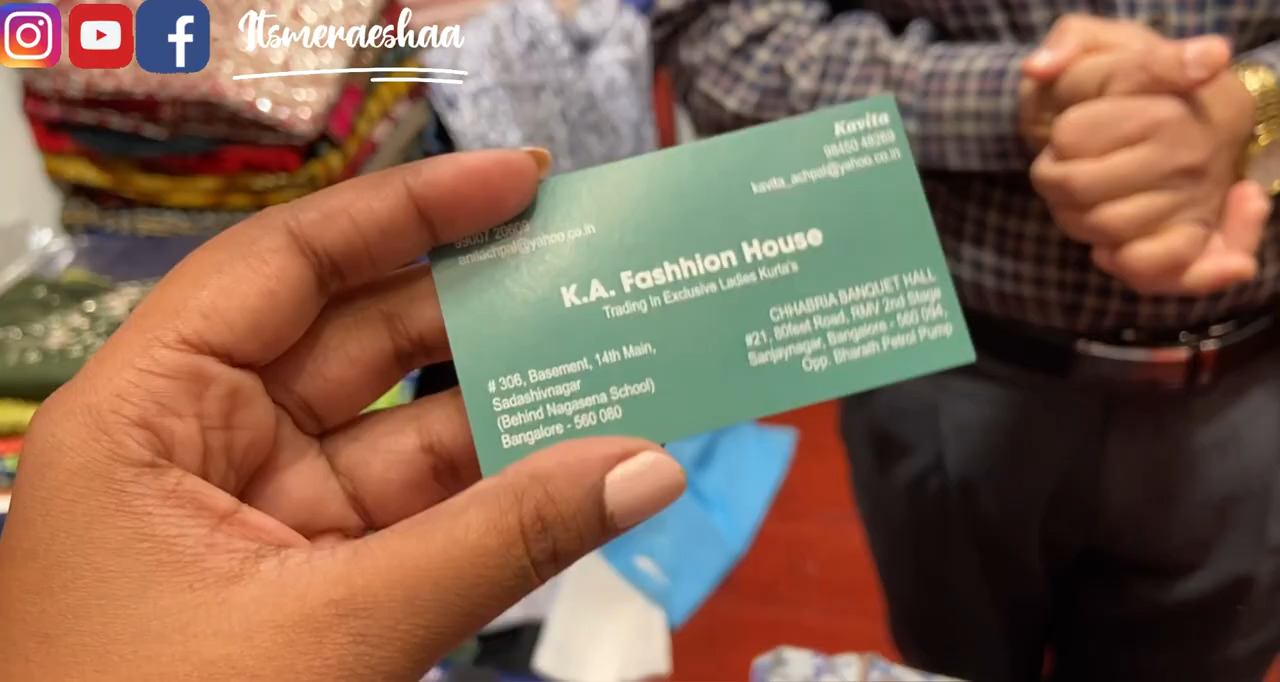 Itsmeraeshaa
Kavita
98450 48269
kavita_achpal@yahoo.co.in
99007 20609
anilachpal@yahoo.co.in
K.A. Fashhion House
Trading In Exclusive Ladies Kurta's
# 306, Basement, 14th Main,
Sadashivnagar
(Behind Nagasena School)
Bangalore - 560 080
CHHABRIA BANQUET HALL
#21, 80feet Road, RMV 2nd Stage
Sanjaynagar, Bangalore - 560 094,
Opp. Bharath Petrol Pump